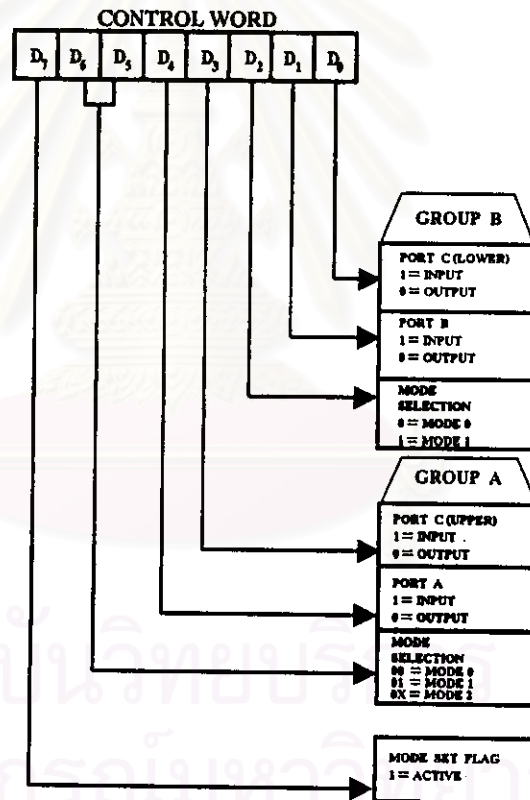 CONTROL WORD
D7 D6 D5 D4 D3 D2 D1 D0
GROUP B
PORT C (LOWER)
1 = INPUT
0 = OUTPUT
PORT B
1 = INPUT
0 = OUTPUT
MODE
SELECTION
0 = MODE 0
1 = MODE 1
GROUP A
PORT C (UPPER)
1 = INPUT
0 = OUTPUT
PORT A
1 = INPUT
0 = OUTPUT
MODE
SELECTION
00 = MODE 0
01 = MODE 1
0X = MODE 2
MODE SET FLAG
1 = ACTIVE